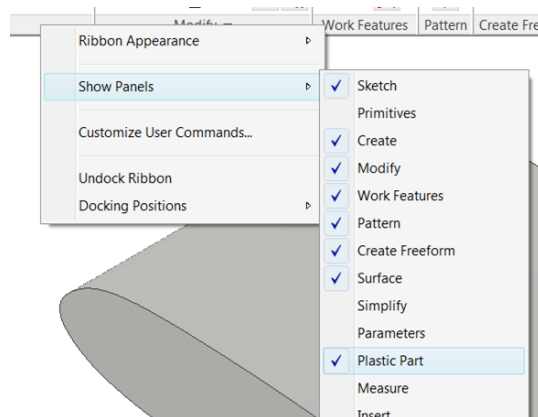 Modify
Work Features
Pattern
Create Fre
Ribbon Appearance
Show Panels
Customize User Commands...
Undock Ribbon
Docking Positions
Sketch
Primitives
Create
Modify
Work Features
Pattern
Create Freeform
Surface
Simplify
Parameters
Plastic Part
Measure
Insert